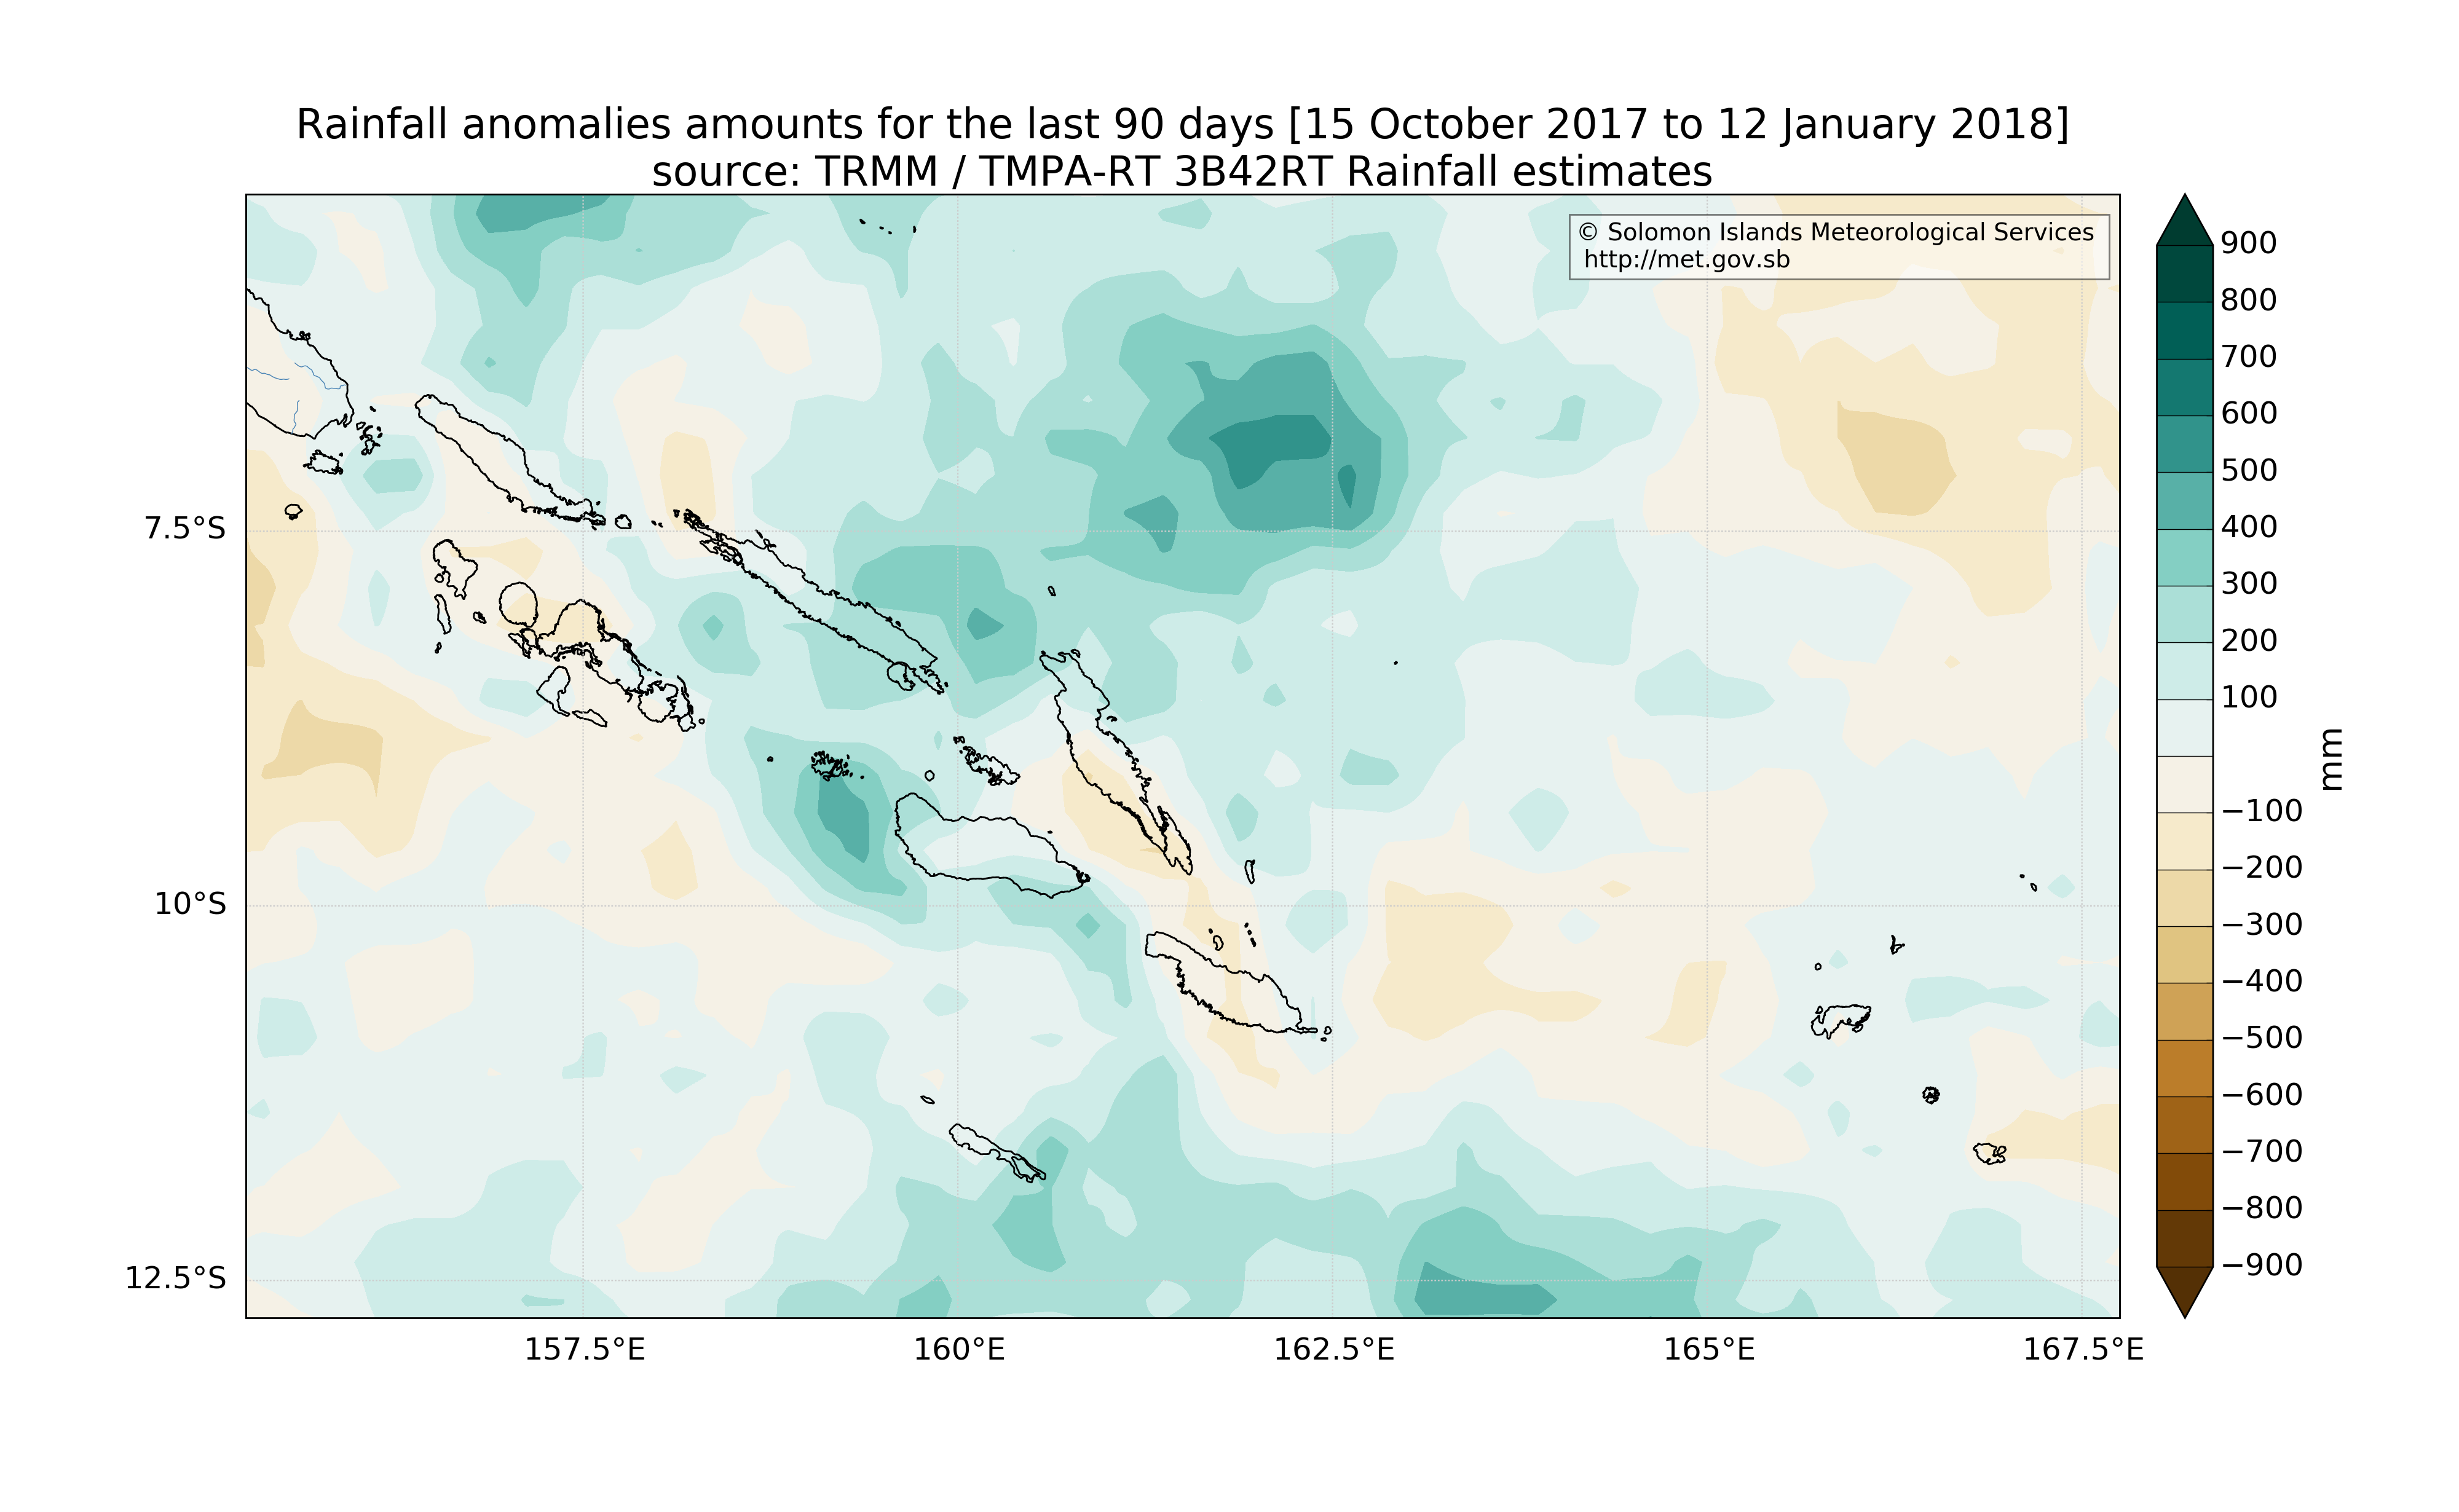 Rainfall anomalies amounts for the last 90 days [15 October 2017 to 12 January 2018]
source: TRMM / TMPA-RT 3B42RT Rainfall estimates
© Solomon Islands Meteorological Services
http://met.gov.sb
7.5°S
10°S
12.5°S
157.5°E
160°E
162.5°E
165°E
167.5°E
900
800
700
600
500
400
300
200
100
−100
−200
−300
−400
−500
−600
−700
−800
−900
mm